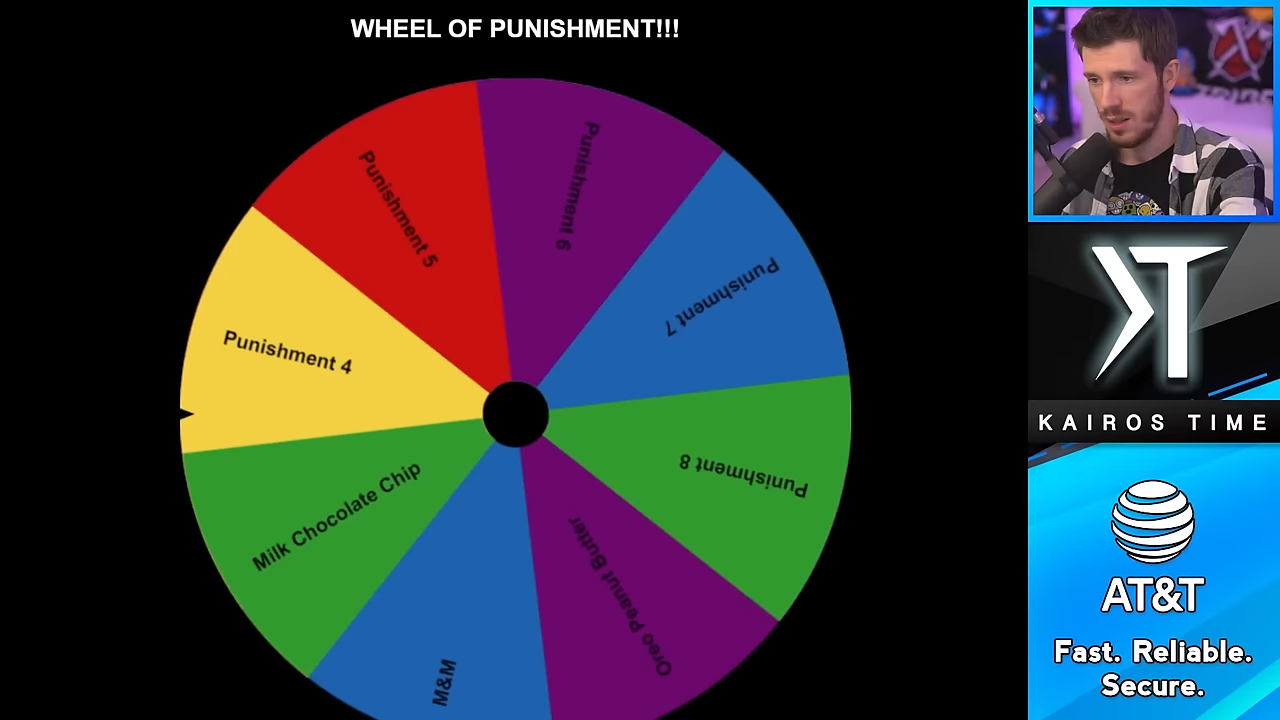 WHEEL OF PUNISHMENT!!!
Punishment 5
Punishment 6
Punishment 7
Punishment 4
Punishment 8
Milk Chocolate Chip
Oreo Peanut Butter
M&M
KT
KAIROS TIME
AT&T
Fast. Reliable.
Secure.